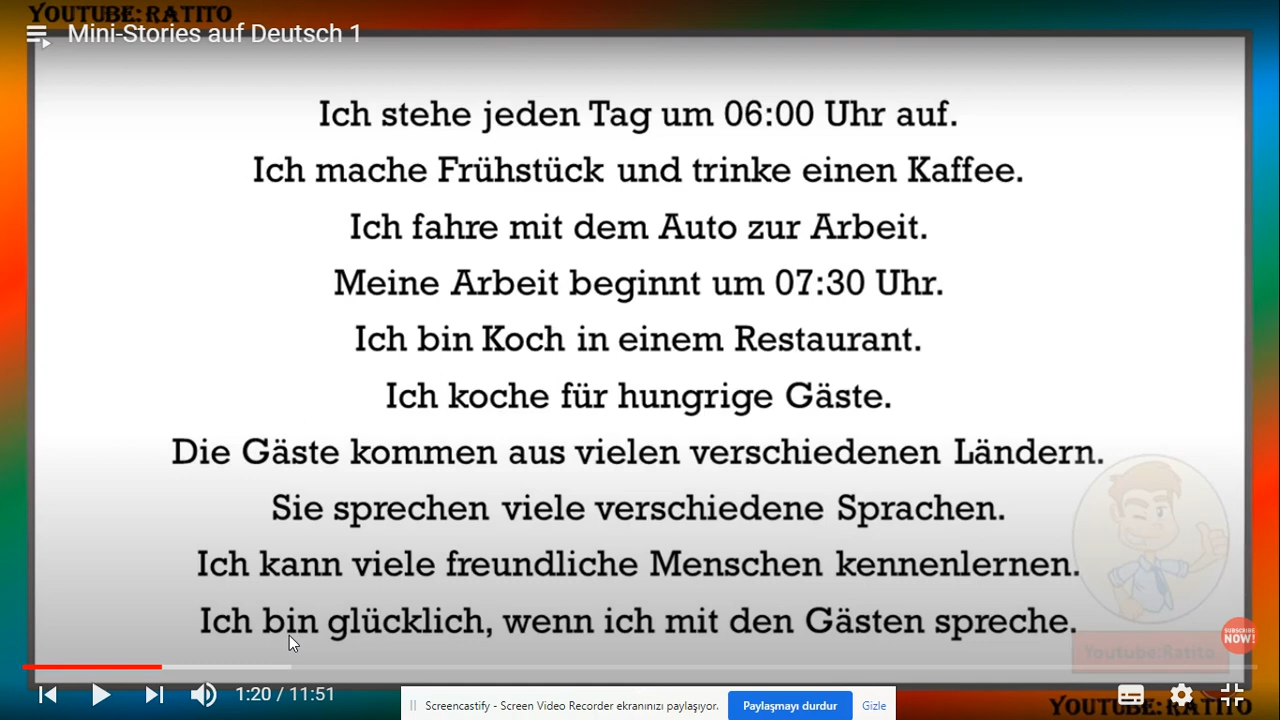 YOUTUBE: RATITO
Mini-Stories auf Deutsch 1
Ich stehe jeden Tag um 06:00 Uhr auf.
Ich mache Frühstück und trinke einen Kaffee.
Ich fahre mit dem Auto zur Arbeit.
Meine Arbeit beginnt um 07:30 Uhr.
Ich bin Koch in einem Restaurant.
Ich koche für hungrige Gäste.
Die Gäste kommen aus vielen verschiedenen Ländern.
Sie sprechen viele verschiedene Sprachen.
Ich kann viele freundliche Menschen kennenlernen.
Ich bin glücklich, wenn ich mit den Gästen spreche.
SUBSCRIBE
NOW!
Youtube:Ratito
1:20 / 11:51
Screencastify - Screen Video Recorder ekranınızı paylaşıyor.
Paylaşmayı durdur
Gizle
YOUTUBE: RATITO